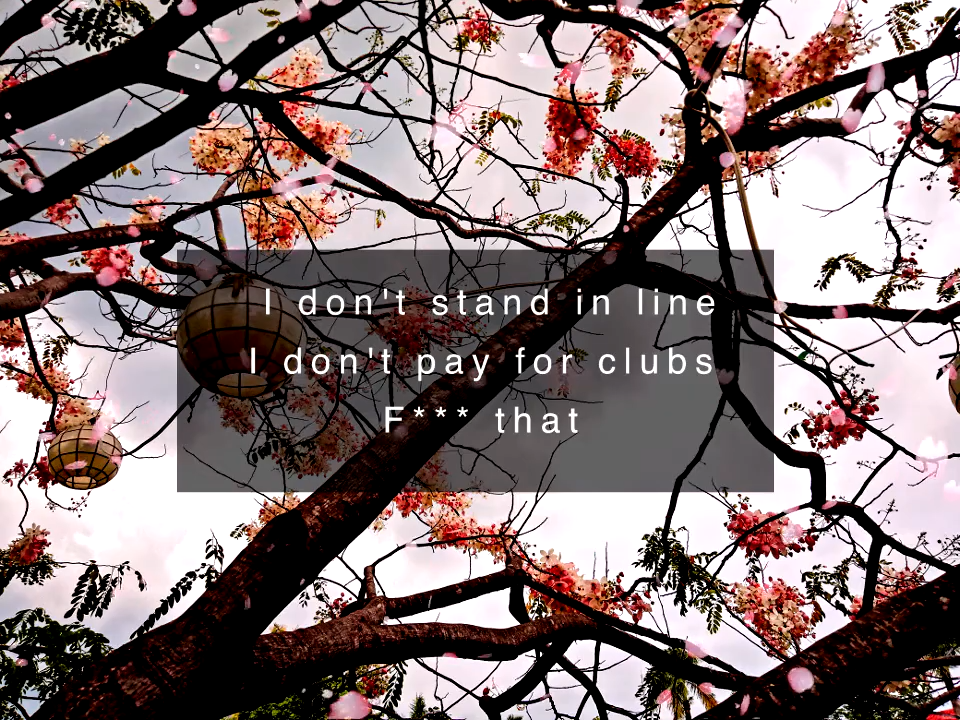 I don't stand in line
I don't pay for clubs
F*** that